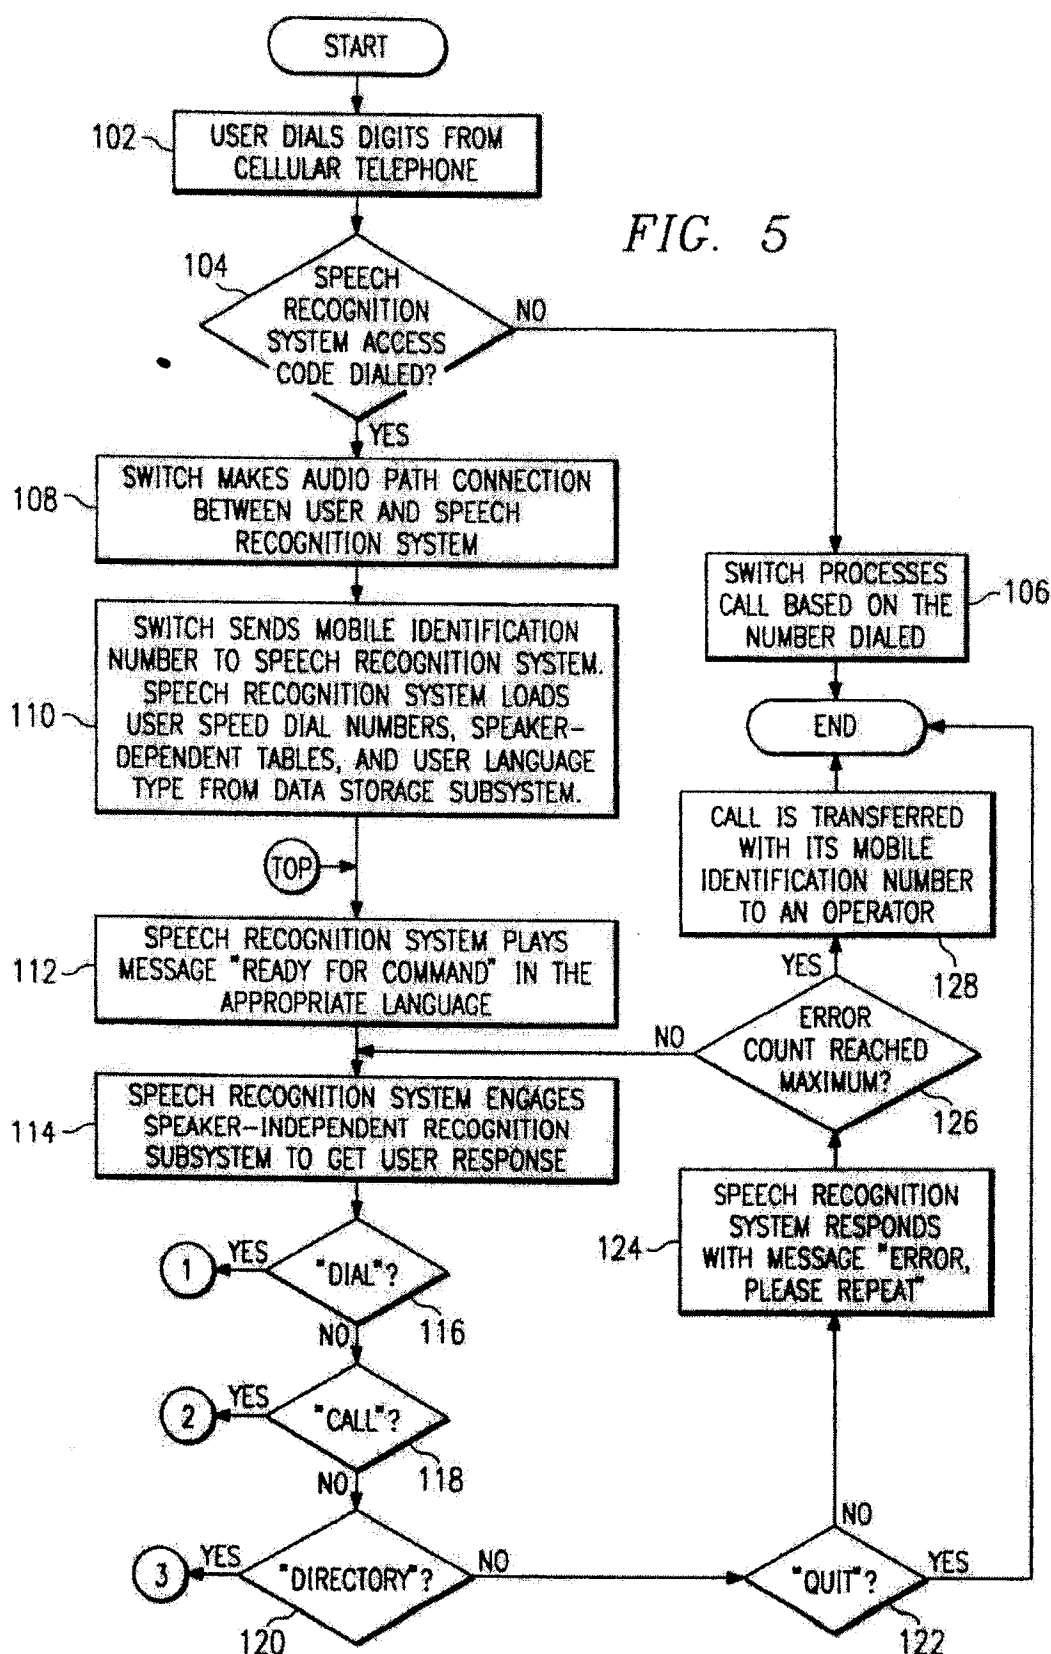 START
102
USER DIALS DIGITS FROM
CELLULAR TELEPHONE
FIG. 5
104
SPEECH
RECOGNITION
SYSTEM ACCESS
CODE DIALED?
NO
YES
108
SWITCH MAKES AUDIO PATH CONNECTION
BETWEEN USER AND SPEECH
RECOGNITION SYSTEM
SWITCH PROCESSES
CALL BASED ON THE
NUMBER DIALED
106
110
SWITCH SENDS MOBILE IDENTIFICATION
NUMBER TO SPEECH RECOGNITION SYSTEM.
SPEECH RECOGNITION SYSTEM LOADS
USER SPEED DIAL NUMBERS, SPEAKER-
DEPENDENT TABLES, AND USER LANGUAGE
TYPE FROM DATA STORAGE SUBSYSTEM.
END
CALL IS TRANSFERRED
WITH ITS MOBILE
IDENTIFICATION NUMBER
TO AN OPERATOR
128
TOP
112
SPEECH RECOGNITION SYSTEM PLAYS
MESSAGE "READY FOR COMMAND" IN THE
APPROPRIATE LANGUAGE
YES
ERROR
COUNT REACHED
MAXIMUM?
NO
126
114
SPEECH RECOGNITION SYSTEM ENGAGES
SPEAKER-INDEPENDENT RECOGNITION
SUBSYSTEM TO GET USER RESPONSE
124
SPEECH RECOGNITION
SYSTEM RESPONDS
WITH MESSAGE "ERROR,
PLEASE REPEAT"
1
YES
"DIAL"?
116
NO
2
YES
"CALL"?
118
NO
3
YES
"DIRECTORY"?
120
NO
NO
"QUIT"?
YES
122